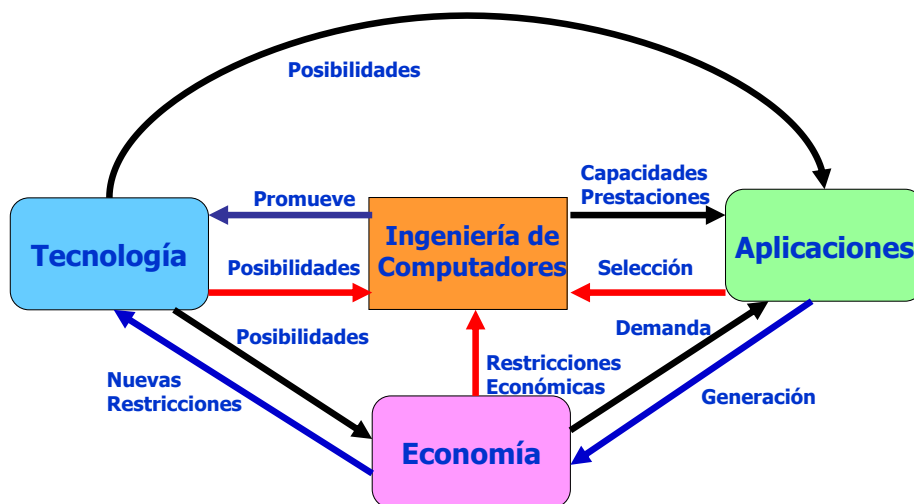 Posibilidades
Capacidades
Prestaciones
Promueve
Ingeniería de
Computadores
Tecnología
Aplicaciones
Posibilidades
Selección
Posibilidades
Demanda
Restricciones
Económicas
Nuevas
Restricciones
Generación
Economía